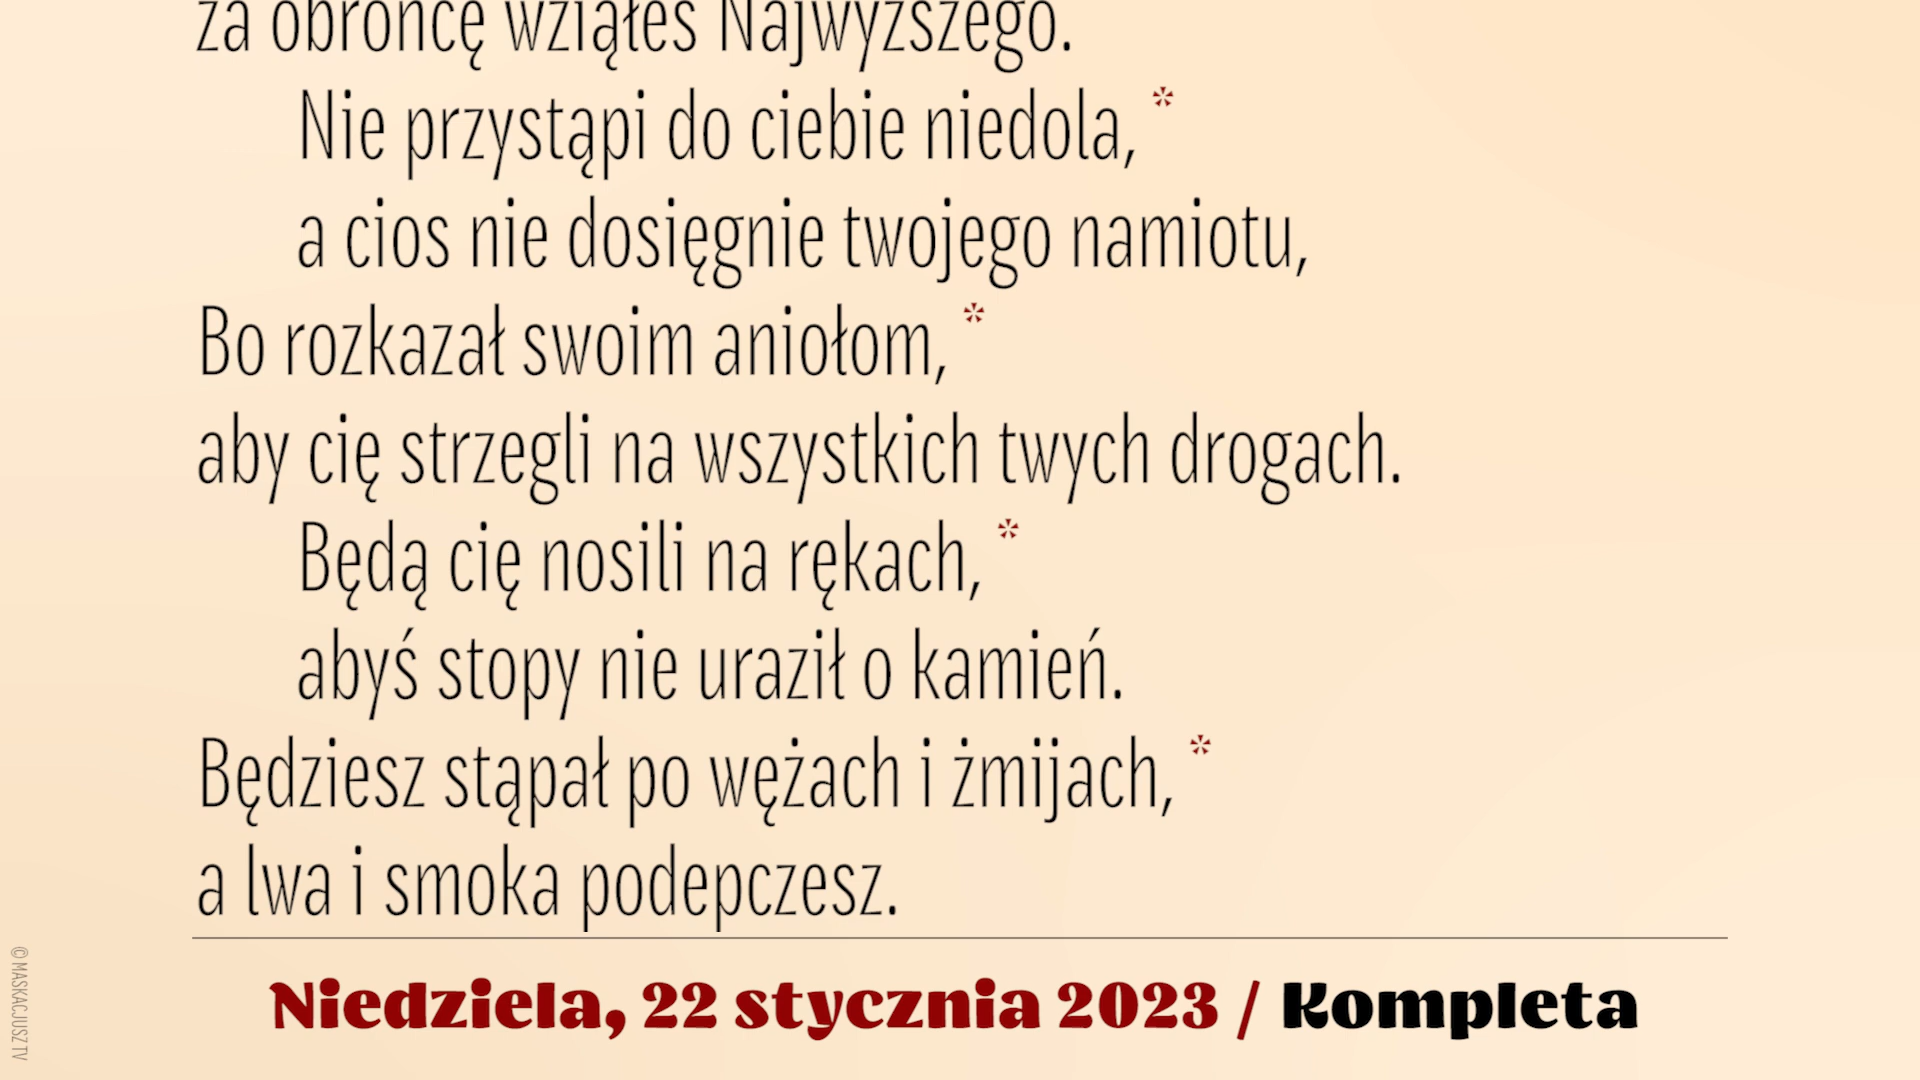 za obrońcę wziąłeś Najwyższego.
Nie przystąpi do ciebie niedola, *
a cios nie dosięgnie twojego namiotu,
Bo rozkazał swoim aniołom, *
aby cię strzegli na wszystkich twych drogach.
Będą cię nosili na rękach, *
abyś stopy nie uraził o kamień.
Będziesz stąpał po wężach i żmijach, *
a lwa i smoka podepczesz.
Niedziela, 22 stycznia 2023 / Kompleta
© MASKACJUSZ TV